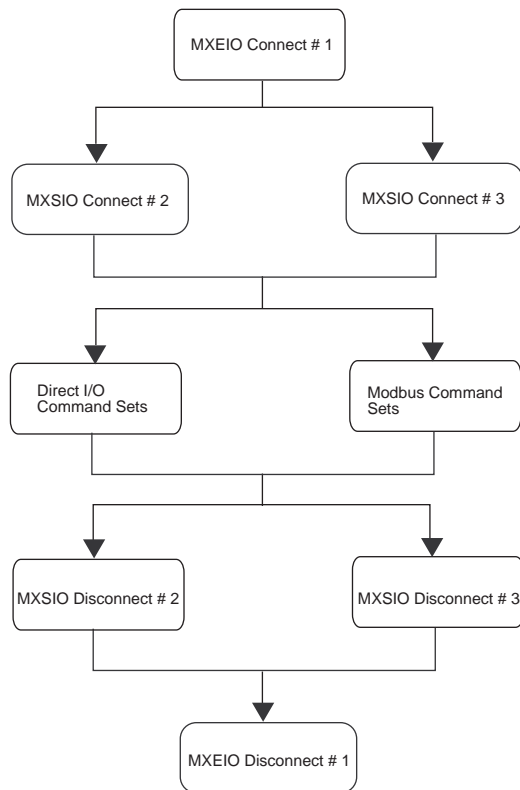 MXEIO Connect # 1
MXSIO Connect # 2
MXSIO Connect # 3
Direct I/O
Command Sets
Modbus Command
Sets
MXSIO Disconnect # 2
MXSIO Disconnect # 3
MXEIO Disconnect # 1